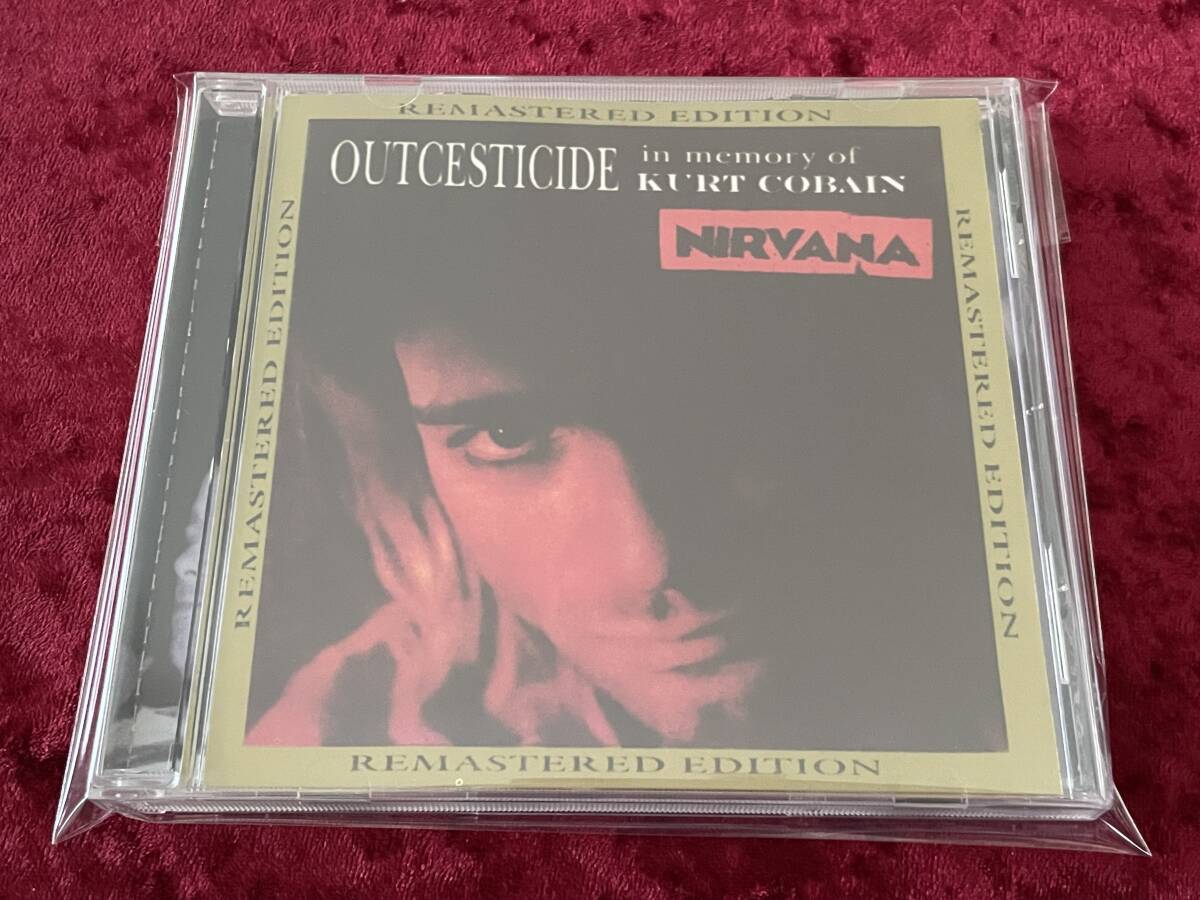 REMASTERED EDITION
OUTCESTICIDE in memory of
KURT COBAIN
NIRVANA
REMASTERED EDITION
REMASTERED EDITION
REMASTERED EDITION